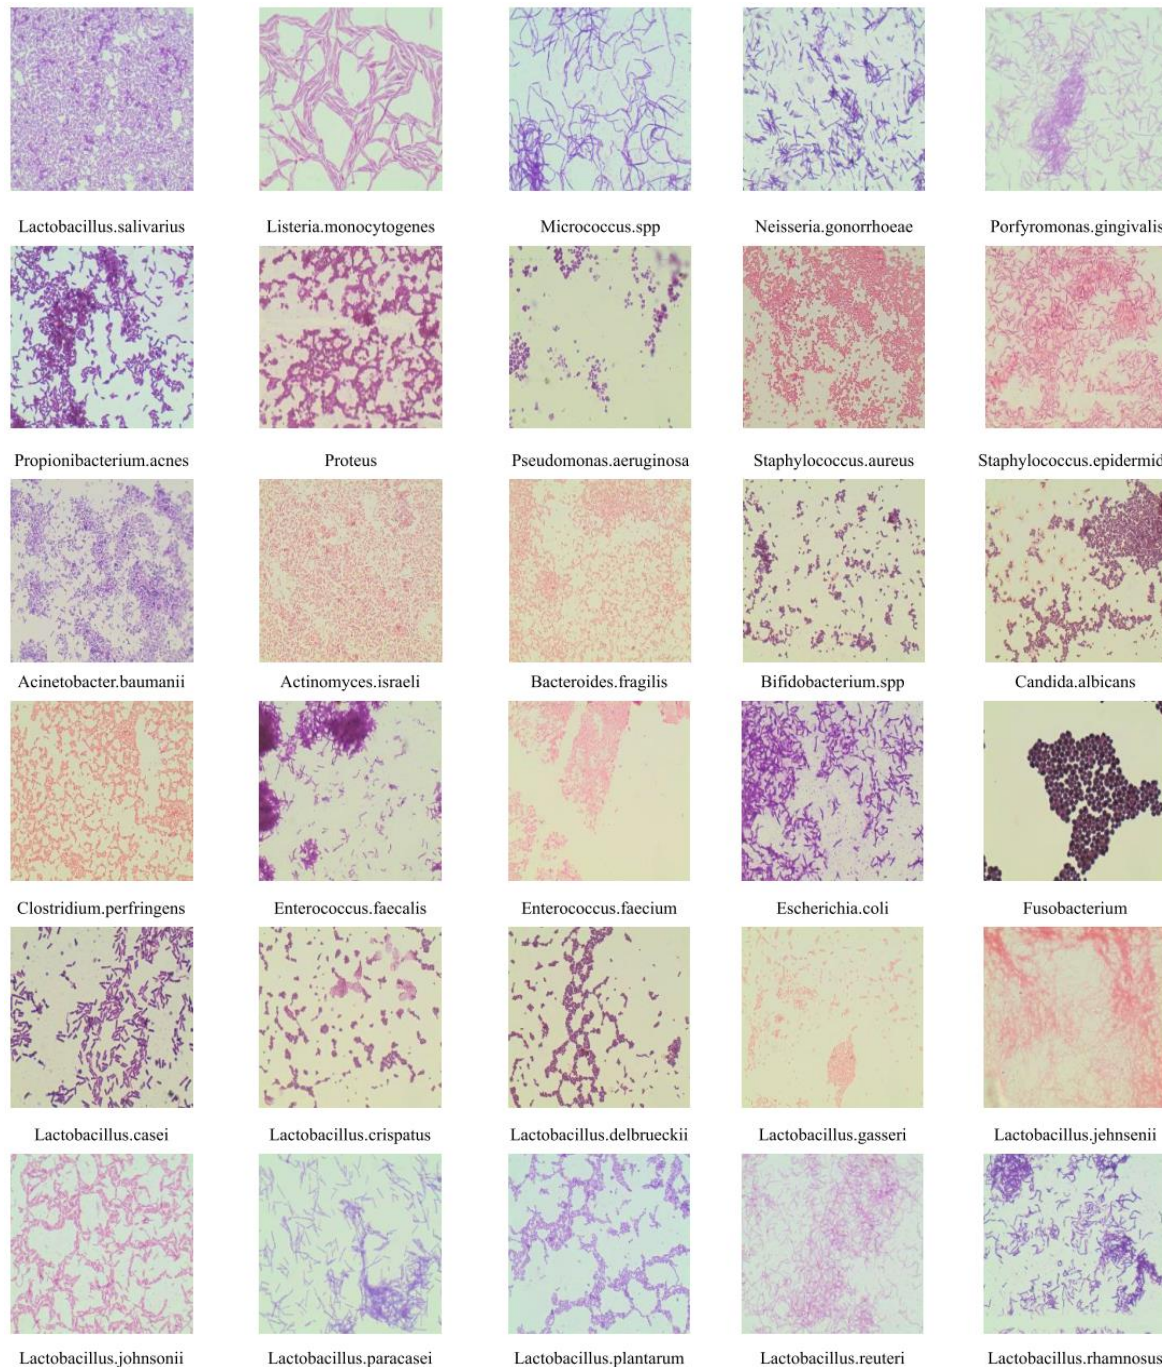 Lactobacillus.salivarius Listeria.monocytogenes Micrococcus.spp Neisseria.gonorrhoeae Porfyromonas.gingivalis
Propionibacterium.acnes Proteus Pseudomonas.aeruginosa Staphylococcus.aureus Staphylococcus.epidermid
Acinetobacter.baumanii Actinomyces.israeli Bacteroides.fragilis Bifidobacterium.spp Candida.albicans
Clostridium.perfringens Enterococcus.faecalis Enterococcus.faecium Escherichia.coli Fusobacterium
Lactobacillus.casei Lactobacillus.crispatus Lactobacillus.delbrueckii Lactobacillus.gasseri Lactobacillus.jehnsenii
Lactobacillus.johnsonii Lactobacillus.paracasei Lactobacillus.plantarum Lactobacillus.reuteri Lactobacillus.rhamnosus